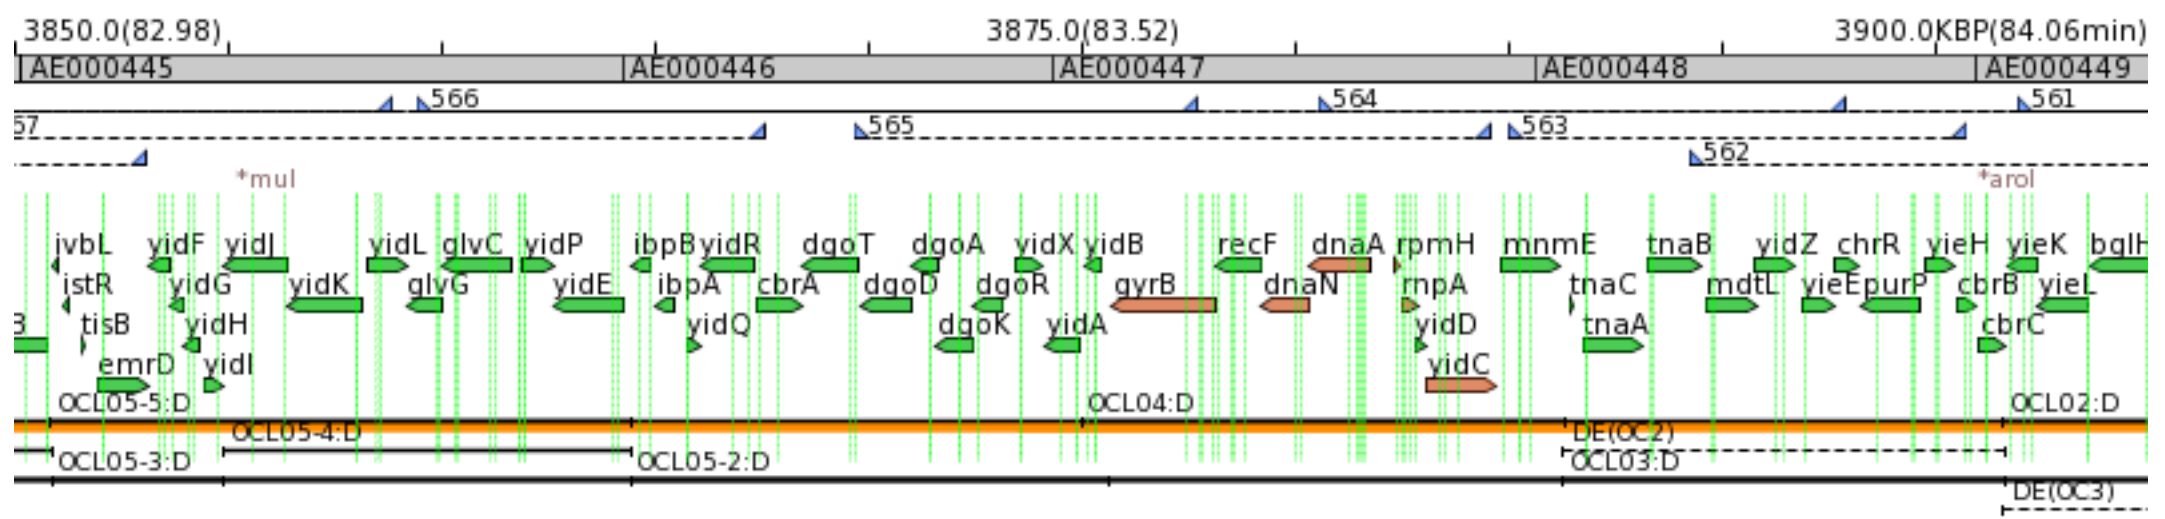 3850.0(82.98) 3875.0(83.52) 3900.0KBP(84.06min)
AE000445 AE000446 AE000447 AE000448 AE000449
566 564 561
57 565 563
562
*mul *arol
ivbL yidF yidJ yidL glvC yidP ibpB yidR dgoT dgoA yidX yidB recF dnaA rpmH mnmE tnaB yidZ chrR yieH yieK bglH
istR yidG yidK glvG yidE ibpA cbrA dgoD dgoR gyrB dnaN rnpA tnaC mdtL yieE purP cbrB yieL
B tisB yidH yidQ dgoK yidA yidD tnaA cbrC
emrD yidI yidC
OCL05-5:D OCL04:D OCL02:D
OCL05-4:D DE(OC2)
OCL05-3:D OCL05-2:D OCL03:D
DE(OC3)